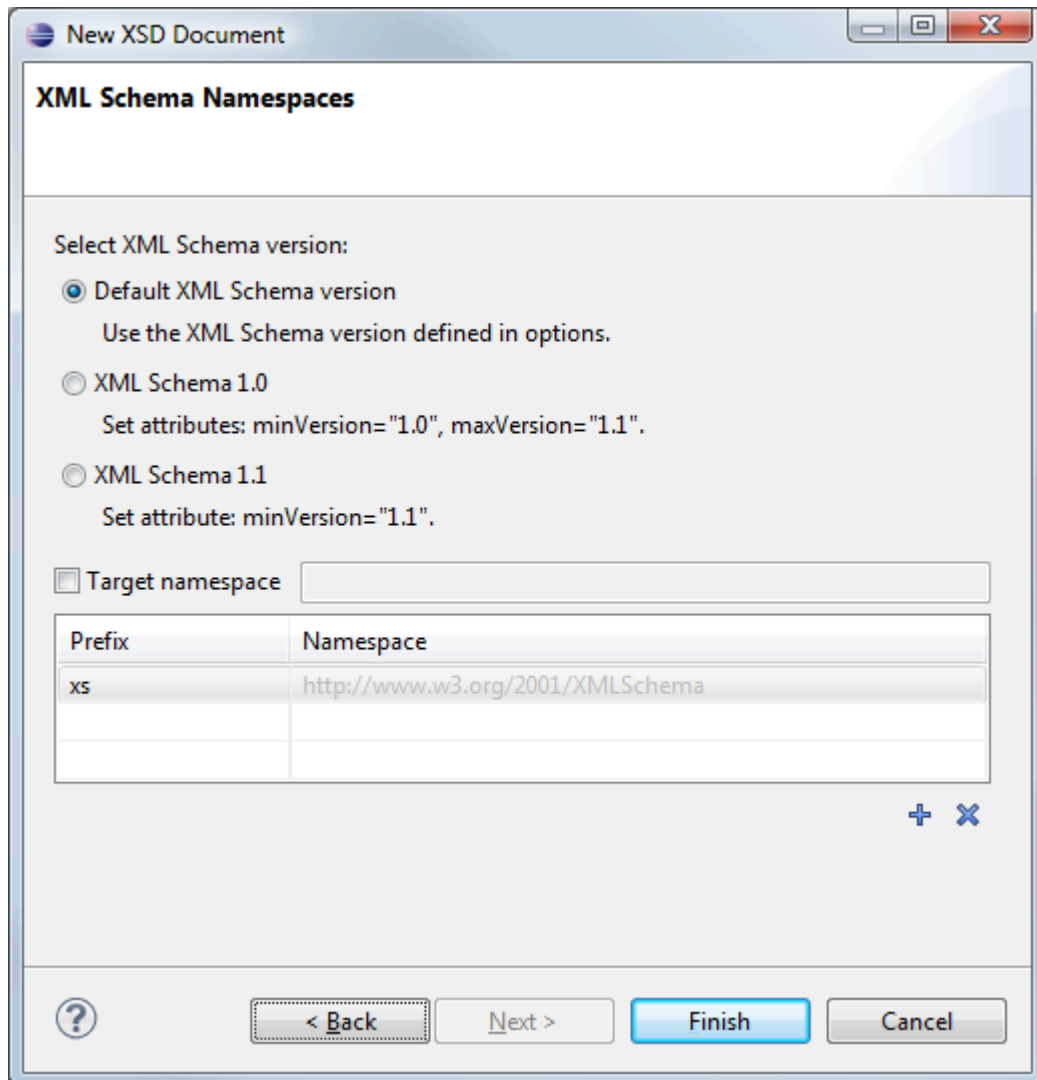 New XSD Document
XML Schema Namespaces
Select XML Schema version:
Default XML Schema version
Use the XML Schema version defined in options.
XML Schema 1.0
Set attributes: minVersion="1.0", maxVersion="1.1".
XML Schema 1.1
Set attribute: minVersion="1.1".
Target namespace
Prefix Namespace
xs http://www.w3.org/2001/XMLSchema
? < Back Next > Finish Cancel